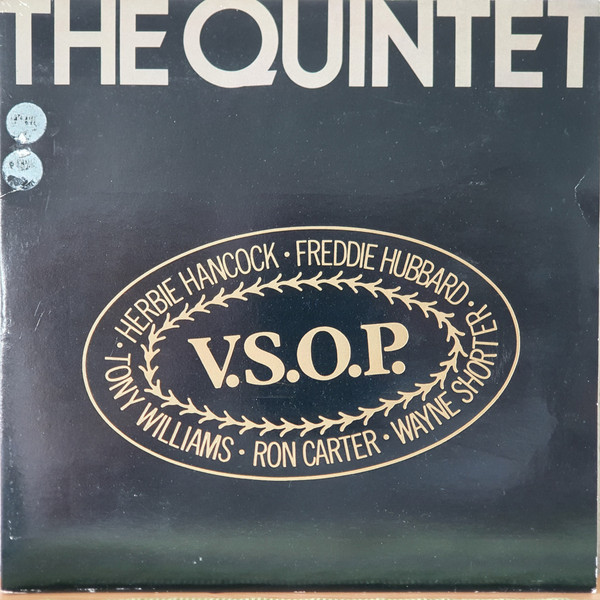 THE QUINTET
HERBIE HANCOCK · FREDDIE HUBBARD ·
V.S.O.P.
TONY WILLIAMS · RON CARTER · WAYNE SHORTER ·